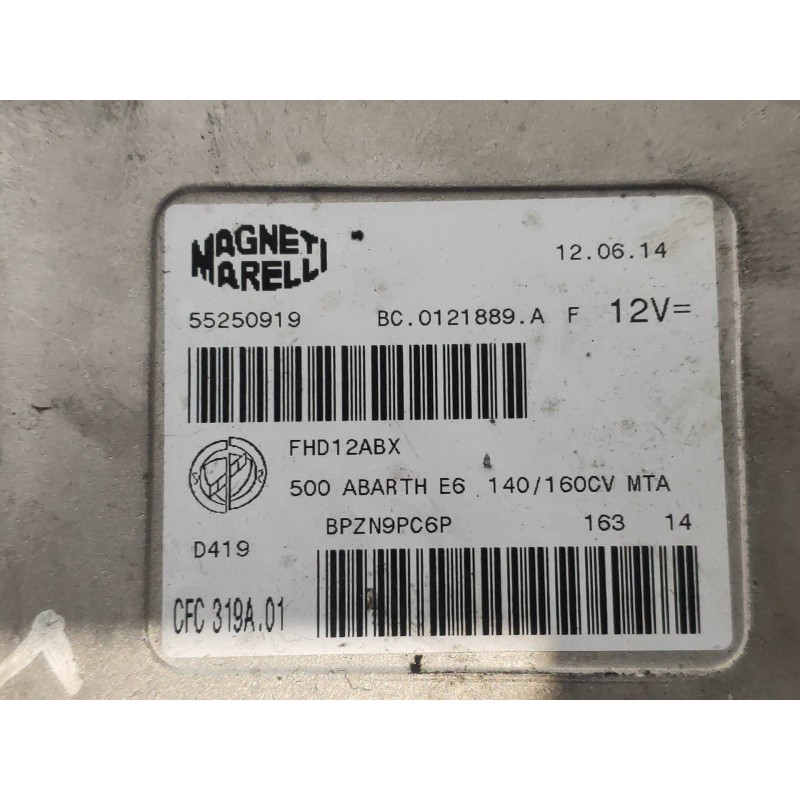 MAGNETI
MARELLI
12.06.14
55250919 BC.0121889.A F 12V=
FHD12ABX
500 ABARTH E6 140/160CV MTA
BPZN9PC6P 163 14
D419
CFC 319A.01